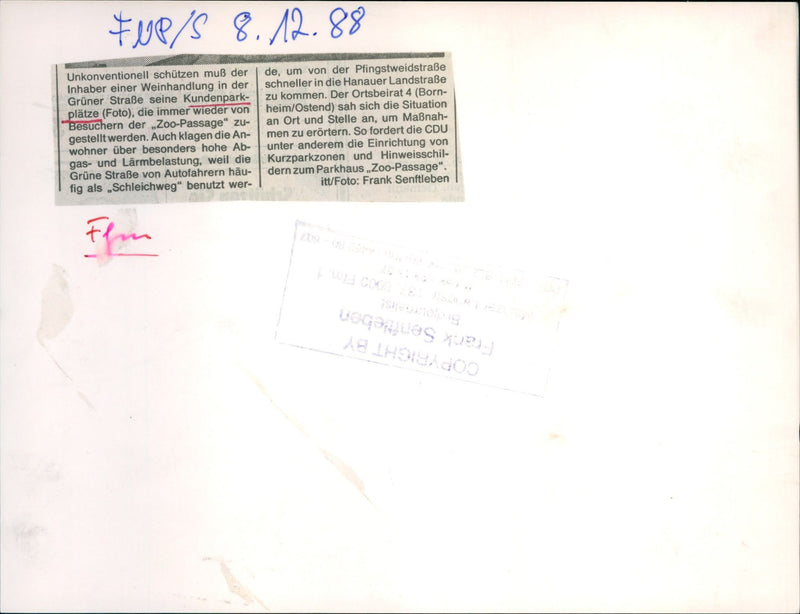 FNP/S 8.12.88
Unkonventionell schützen muß der
Inhaber einer Weinhandlung in der
Grüner Straße seine Kundenpark-
plätze (Foto), die immer wieder von
Besuchern der „Zoo-Passage" zu-
gestellt werden. Auch klagen die An-
wohner über besonders hohe Ab-
gas- und Lärmbelastung, weil die
Grüne Straße von Autofahrern häu-
fig als „Schleichweg" benutzt wer-
de, um von der Pfingstweidstraße
schneller in die Hanauer Landstraße
zu kommen. Der Ortsbeirat 4 (Born-
heim/Ostend) sah sich die Situation
an Ort und Stelle an, um Maßnah-
men zu erörtern. So fordert die CDU
unter anderem die Einrichtung von
Kurzparkzonen und Hinweisschil-
dern zum Parkhaus „Zoo-Passage".
itt/Foto: Frank Senftleben
Ffm
COPYRIGHT BY
Frank Senftleben
6000 Ffm. 1